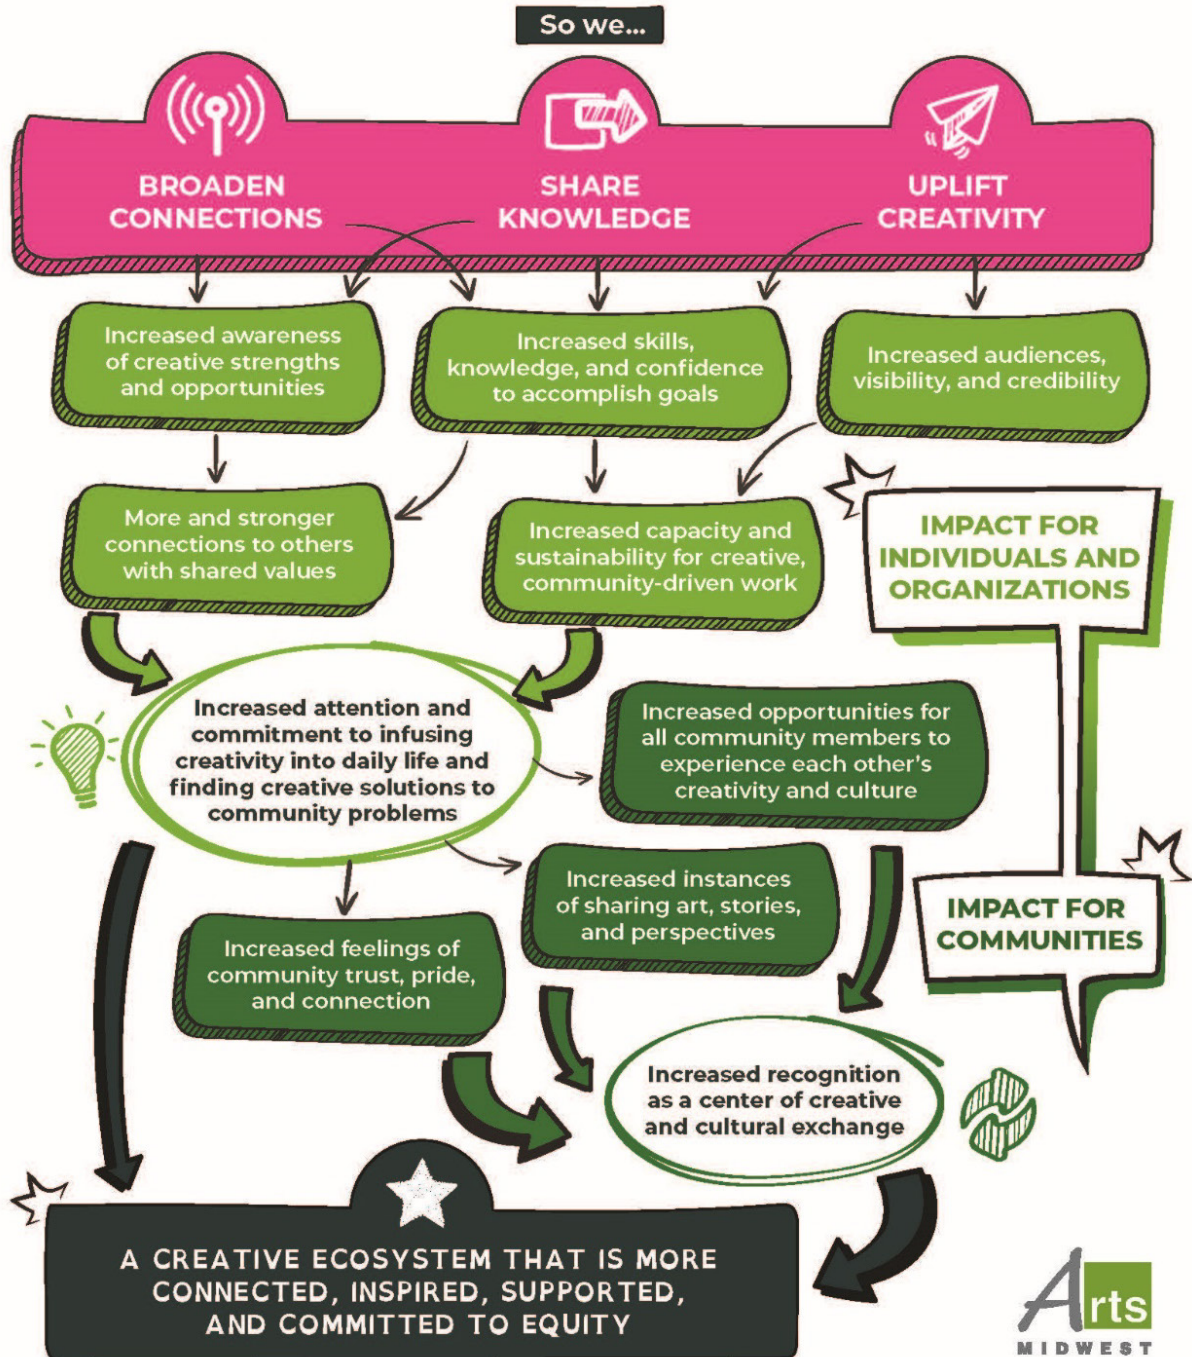 So we...
BROADEN
CONNECTIONS
SHARE
KNOWLEDGE
UPLIFT
CREATIVITY
Increased awareness
of creative strengths
and opportunities
Increased skills,
knowledge, and confidence
to accomplish goals
Increased audiences,
visibility, and credibility
More and stronger
connections to others
with shared values
Increased capacity and
sustainability for creative,
community-driven work
IMPACT FOR
INDIVIDUALS AND
ORGANIZATIONS
Increased attention and
commitment to infusing
creativity into daily life and
finding creative solutions to
community problems
Increased opportunities for
all community members to
experience each other's
creativity and culture
Increased instances
of sharing art, stories,
and perspectives
IMPACT FOR
COMMUNITIES
Increased feelings of
community trust, pride,
and connection
Increased recognition
as a center of creative
and cultural exchange
A CREATIVE ECOSYSTEM THAT IS MORE
CONNECTED, INSPIRED, SUPPORTED,
AND COMMITTED TO EQUITY
Arts
MIDWEST